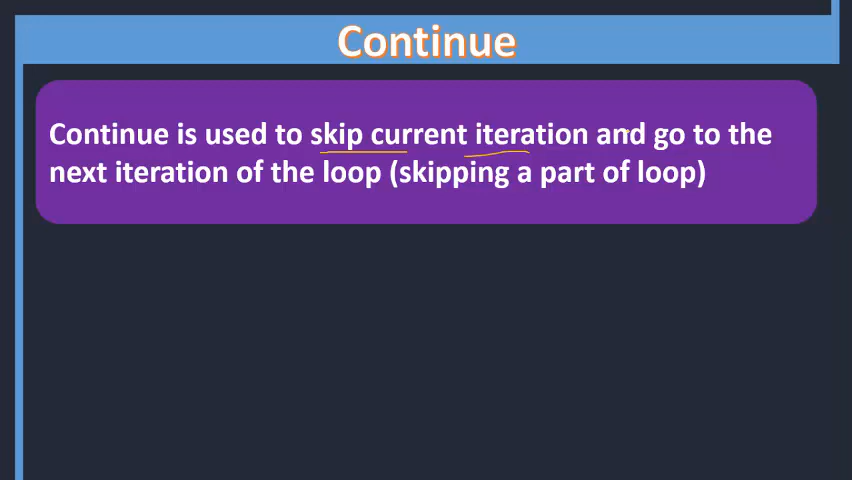 Continue
Continue is used to skip current iteration and go to the
next iteration of the loop (skipping a part of loop)